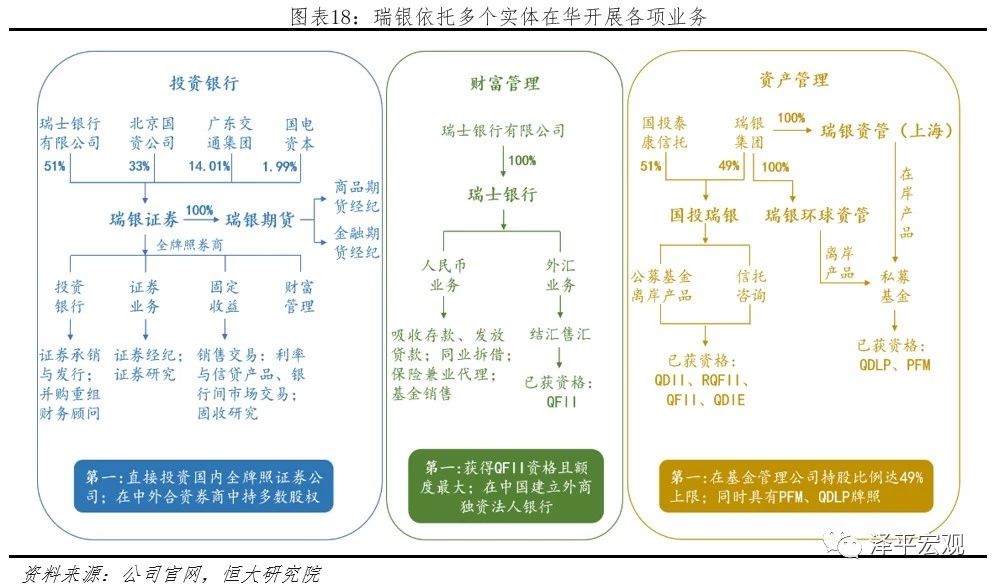 图表18：瑞银依托多个实体在华开展各项业务
投资银行
瑞士银行
有限公司
北京国
资公司
广东交
通集团
国电
资本
51%
33%
14.01%
1.99%
瑞银证券
100%
瑞银期货
商品期
货经纪
金融期
货经纪
全牌照券商
投资
银行
证券
业务
固定
收益
财富
管理
证券承销
与发行；
并购重组
财务顾问
证券经纪；
证券研究
销售交易；利率
与信贷产品、银
行间市场交易；
固收研究
第一：直接投资国内全牌照证券公
司；在中外合资券商中持多数股权
财富管理
瑞士银行有限公司
100%
瑞士银行
人民币
业务
外汇
业务
吸收存款、发放
贷款；同业拆借；
保险兼业代理；
基金销售
结汇售汇
已获资格：
QFII
第一：获得QFII资格且额
度最大；在中国建立外商
独资法人银行
资产管理
国投泰
康信托
瑞银
集团
100%
瑞银资管（上海）
51%
49%
100%
国投瑞银
瑞银环球资管
在岸产品
离岸
产品
公募基金
离岸产品
信托
咨询
私募
基金
已获资格：
QDII、RQFII、
QFII、QDIE
已获资格：
QDLP、PFM
第一：在基金管理公司持股比例达49%
上限；同时具有PFM、QDLP牌照
泽平宏观
资料来源：公司官网，恒大研究院